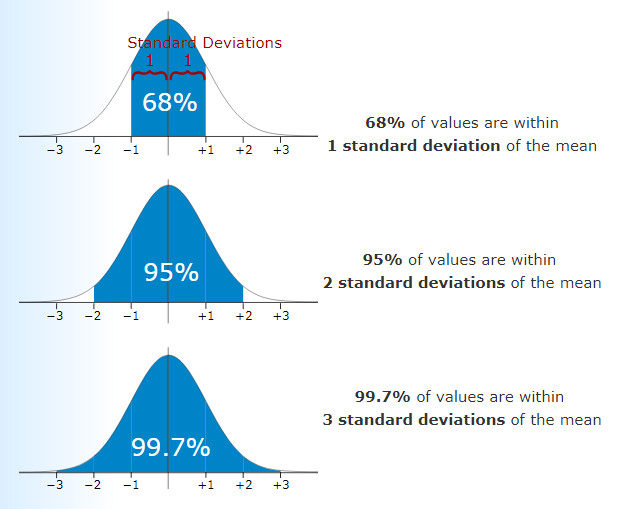 Standard Deviations
1 1
68%
−3 −2 −1 +1 +2 +3
68% of values are within
1 standard deviation of the mean
95%
−3 −2 −1 +1 +2 +3
95% of values are within
2 standard deviations of the mean
99.7%
−3 −2 −1 +1 +2 +3
99.7% of values are within
3 standard deviations of the mean